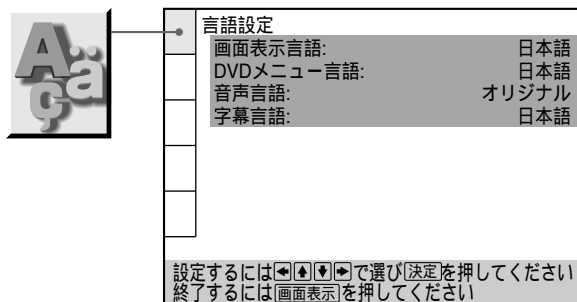 Aäç
言語設定
画面表示言語: 日本語
DVDメニュー言語: 日本語
音声言語: オリジナル
字幕言語: 日本語
設定するには←↑↓→で選び決定を押してください
終了するには画面表示を押してください